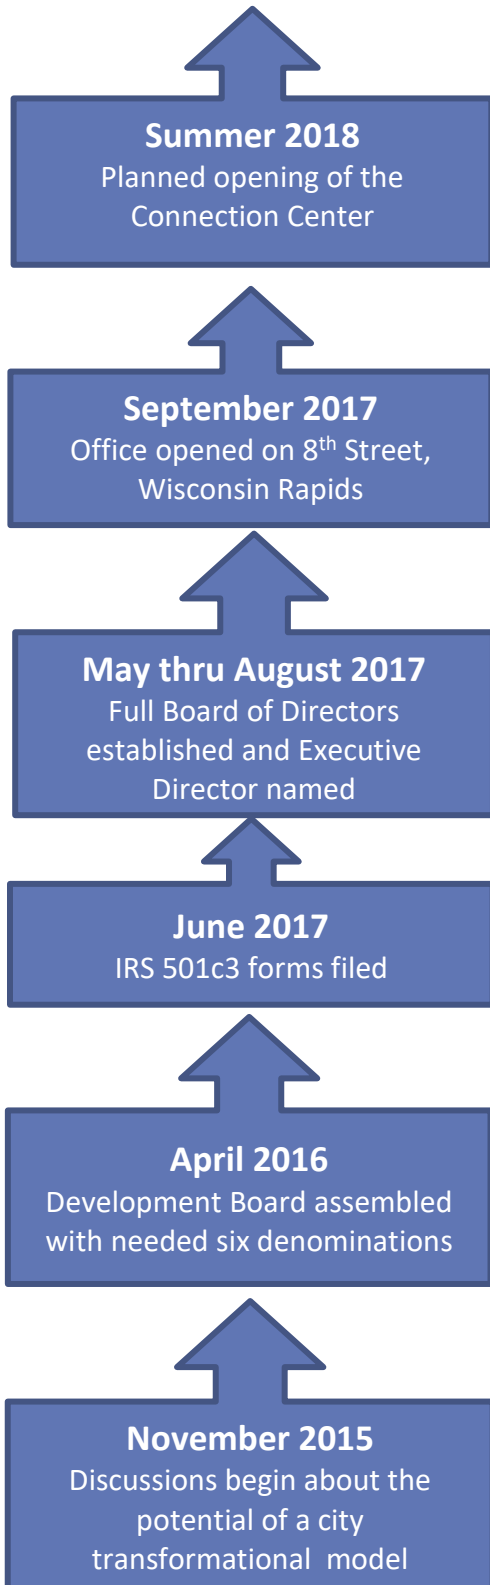 Summer 2018
Planned opening of the
Connection Center
September 2017
Office opened on 8th Street,
Wisconsin Rapids
May thru August 2017
Full Board of Directors
established and Executive
Director named
June 2017
IRS 501c3 forms filed
April 2016
Development Board assembled
with needed six denominations
November 2015
Discussions begin about the
potential of a city
transformational  model